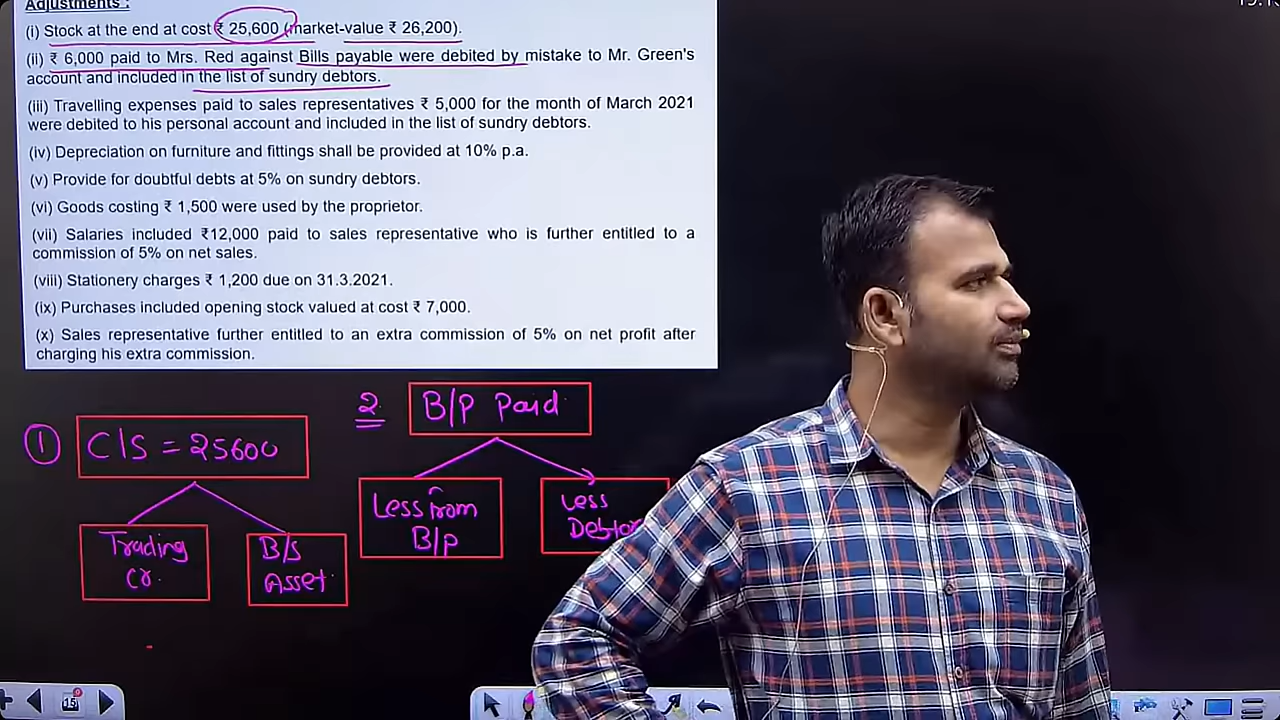 Adjustments :
(i) Stock at the end at cost ₹ 25,600 (market-value ₹ 26,200).
(ii) ₹ 6,000 paid to Mrs. Red against Bills payable were debited by mistake to Mr. Green's
account and included in the list of sundry debtors.
(iii) Travelling expenses paid to sales representatives ₹ 5,000 for the month of March 2021
were debited to his personal account and included in the list of sundry debtors.
(iv) Depreciation on furniture and fittings shall be provided at 10% p.a.
(v) Provide for doubtful debts at 5% on sundry debtors.
(vi) Goods costing ₹ 1,500 were used by the proprietor.
(vii) Salaries included ₹12,000 paid to sales representative who is further entitled to a
commission of 5% on net sales.
(viii) Stationery charges ₹ 1,200 due on 31.3.2021.
(ix) Purchases included opening stock valued at cost ₹ 7,000.
(x) Sales representative further entitled to an extra commission of 5% on net profit after
charging his extra commission.
① C/S = 25600
Trading
Cr.
B/S
Asset
2
B/P Paid
Less from
B/P
Less
Debtor
15